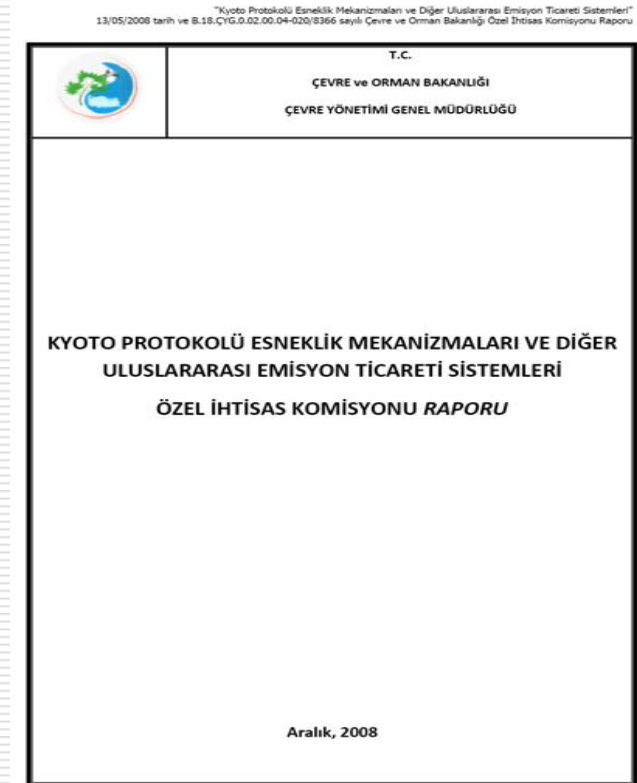 "Kyoto Protokolü Esneklik Mekanizmaları ve Diğer Uluslararası Emisyon Ticareti Sistemleri"
13/05/2008 tarih ve B.18.ÇYG.0.02.00.04-020/8366 sayılı Çevre ve Orman Bakanlığı Özel İhtisas Komisyonu Raporu
T.C.
ÇEVRE ve ORMAN BAKANLIĞI
ÇEVRE YÖNETİMİ GENEL MÜDÜRLÜĞÜ
KYOTO PROTOKOLÜ ESNEKLİK MEKANİZMALARI VE DİĞER
ULUSLARARASI EMİSYON TİCARETİ SİSTEMLERİ
ÖZEL İHTİSAS KOMİSYONU RAPORU
Aralık, 2008